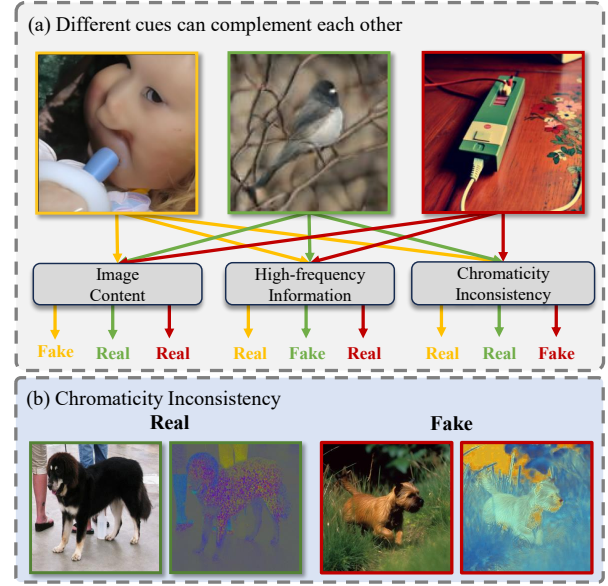 (a) Different cues can complement each other
Image
Content
High-frequency
Information
Chromaticity
Inconsistency
Fake Real Real Real Fake Real Real Real Fake
(b) Chromaticity Inconsistency
Real Fake